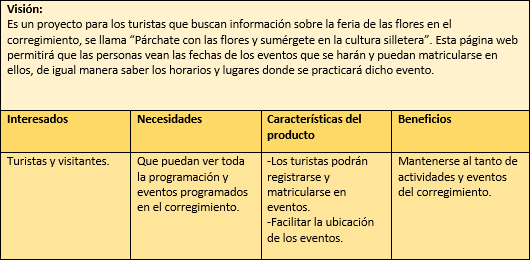 Visión:
Es un proyecto para los turistas que buscan información sobre la feria de las flores en el
corregimiento, se llama “Párchate con las flores y sumérgete en la cultura silletera”. Esta página web
permitirá que las personas vean las fechas de los eventos que se harán y puedan matricularse en
ellos, de igual manera saber los horarios y lugares donde se practicará dicho evento.
Interesados
Necesidades
Características del
producto
Beneficios
Turistas y visitantes.
Que puedan ver toda
la programación y
eventos programados
en el corregimiento.
-Los turistas podrán
registrarse y
matricularse en
eventos.
-Facilitar la ubicación
de los eventos.
Mantenerse al tanto de
actividades y eventos
del corregimiento.